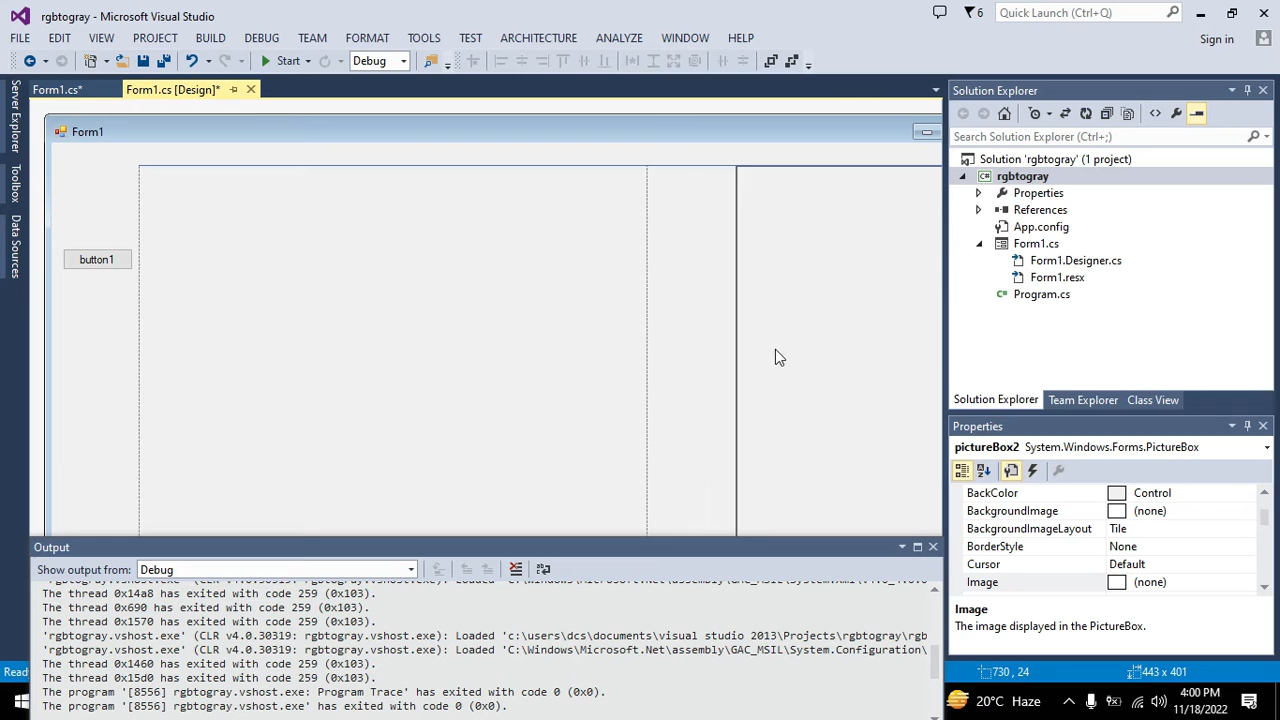 rgbtogray - Microsoft Visual Studio
6
Quick Launch (Ctrl+Q)
FILE EDIT VIEW PROJECT BUILD DEBUG TEAM FORMAT TOOLS TEST ARCHITECTURE ANALYZE WINDOW HELP
Sign in
Start
Debug
Server Explorer
Toolbox
Data Sources
Form1.cs*
Form1.cs [Design]*
Form1
button1
Solution Explorer
Search Solution Explorer (Ctrl+;)
Solution 'rgbtogray' (1 project)
rgbtogray
Properties
References
App.config
Form1.cs
Form1.Designer.cs
Form1.resx
Program.cs
Solution Explorer Team Explorer Class View
Properties
pictureBox2 System.Windows.Forms.PictureBox
BackColor Control
BackgroundImage (none)
BackgroundImageLayout Tile
BorderStyle None
Cursor Default
Image (none)
Image
The image displayed in the PictureBox.
Output
Show output from: Debug
The thread 0x14a8 has exited with code 259 (0x103).
The thread 0x690 has exited with code 259 (0x103).
The thread 0x1570 has exited with code 259 (0x103).
'rgbtogray.vshost.exe' (CLR v4.0.30319: rgbtogray.vshost.exe): Loaded 'c:\users\dcs\documents\visual studio 2013\Projects\rgbtogray\rgb
'rgbtogray.vshost.exe' (CLR v4.0.30319: rgbtogray.vshost.exe): Loaded 'C:\Windows\Microsoft.Net\assembly\GAC_MSIL\System.Configuration\
The thread 0x1460 has exited with code 259 (0x103).
The thread 0x15d0 has exited with code 259 (0x103).
The program '[8556] rgbtogray.vshost.exe: Program Trace' has exited with code 0 (0x0).
The program '[8556] rgbtogray.vshost.exe' has exited with code 0 (0x0).
Ready
730 , 24
443 x 401
20°C Haze
4:00 PM
11/18/2022